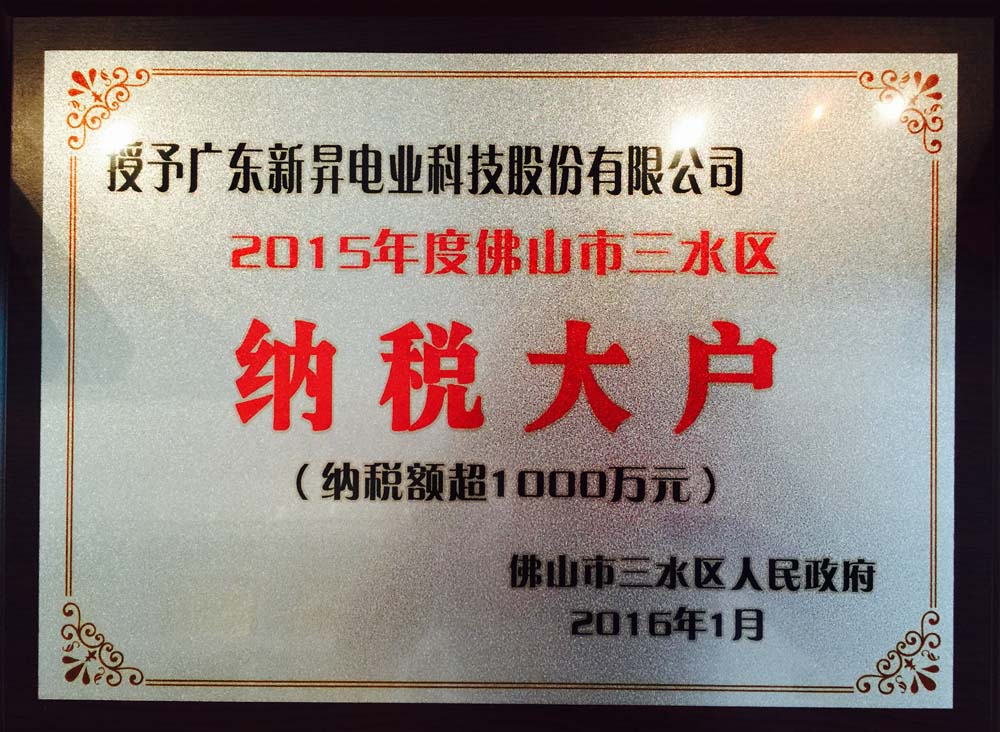 授予广东新昇电业科技股份有限公司
2015年度佛山市三水区
纳税大户
（纳税额超1000万元）
佛山市三水区人民政府
2016年1月